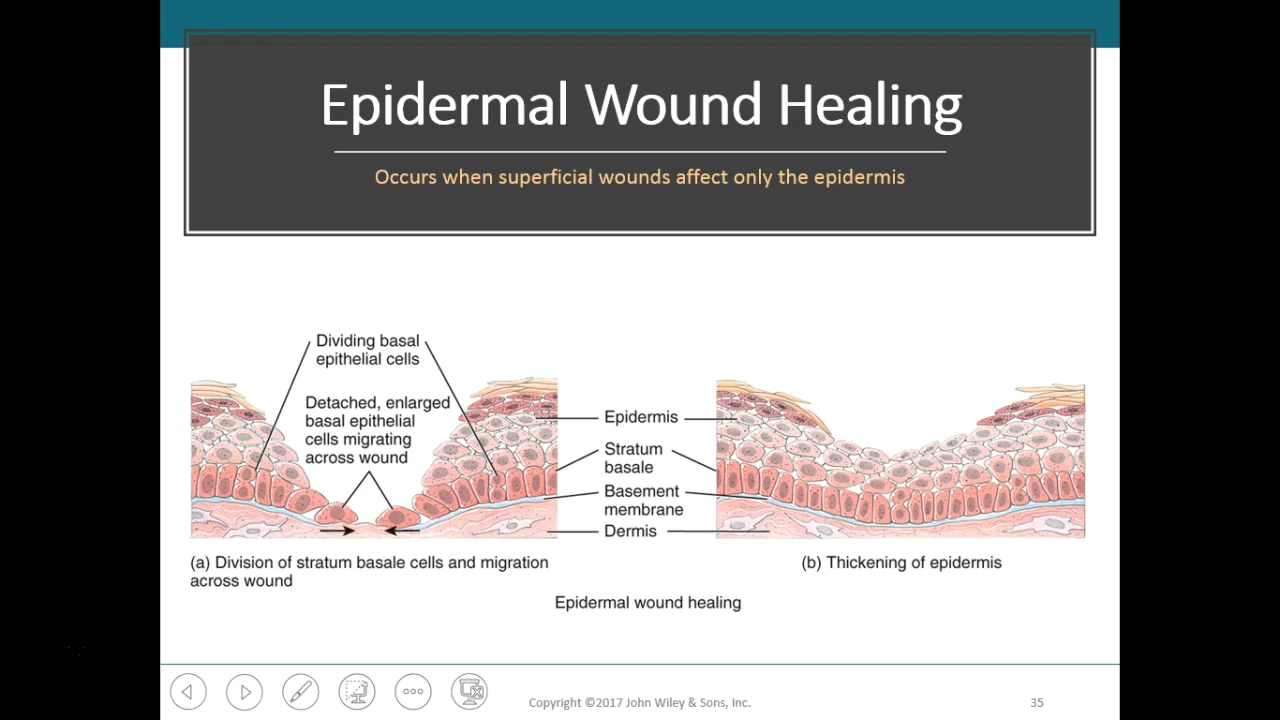 Epidermal Wound Healing
Occurs when superficial wounds affect only the epidermis
Dividing basal
epithelial cells
Detached, enlarged
basal epithelial
cells migrating
across wound
Epidermis
Stratum
basale
Basement
membrane
Dermis
(a) Division of stratum basale cells and migration
across wound
(b) Thickening of epidermis
Epidermal wound healing
Copyright ©2017 John Wiley & Sons, Inc.
35